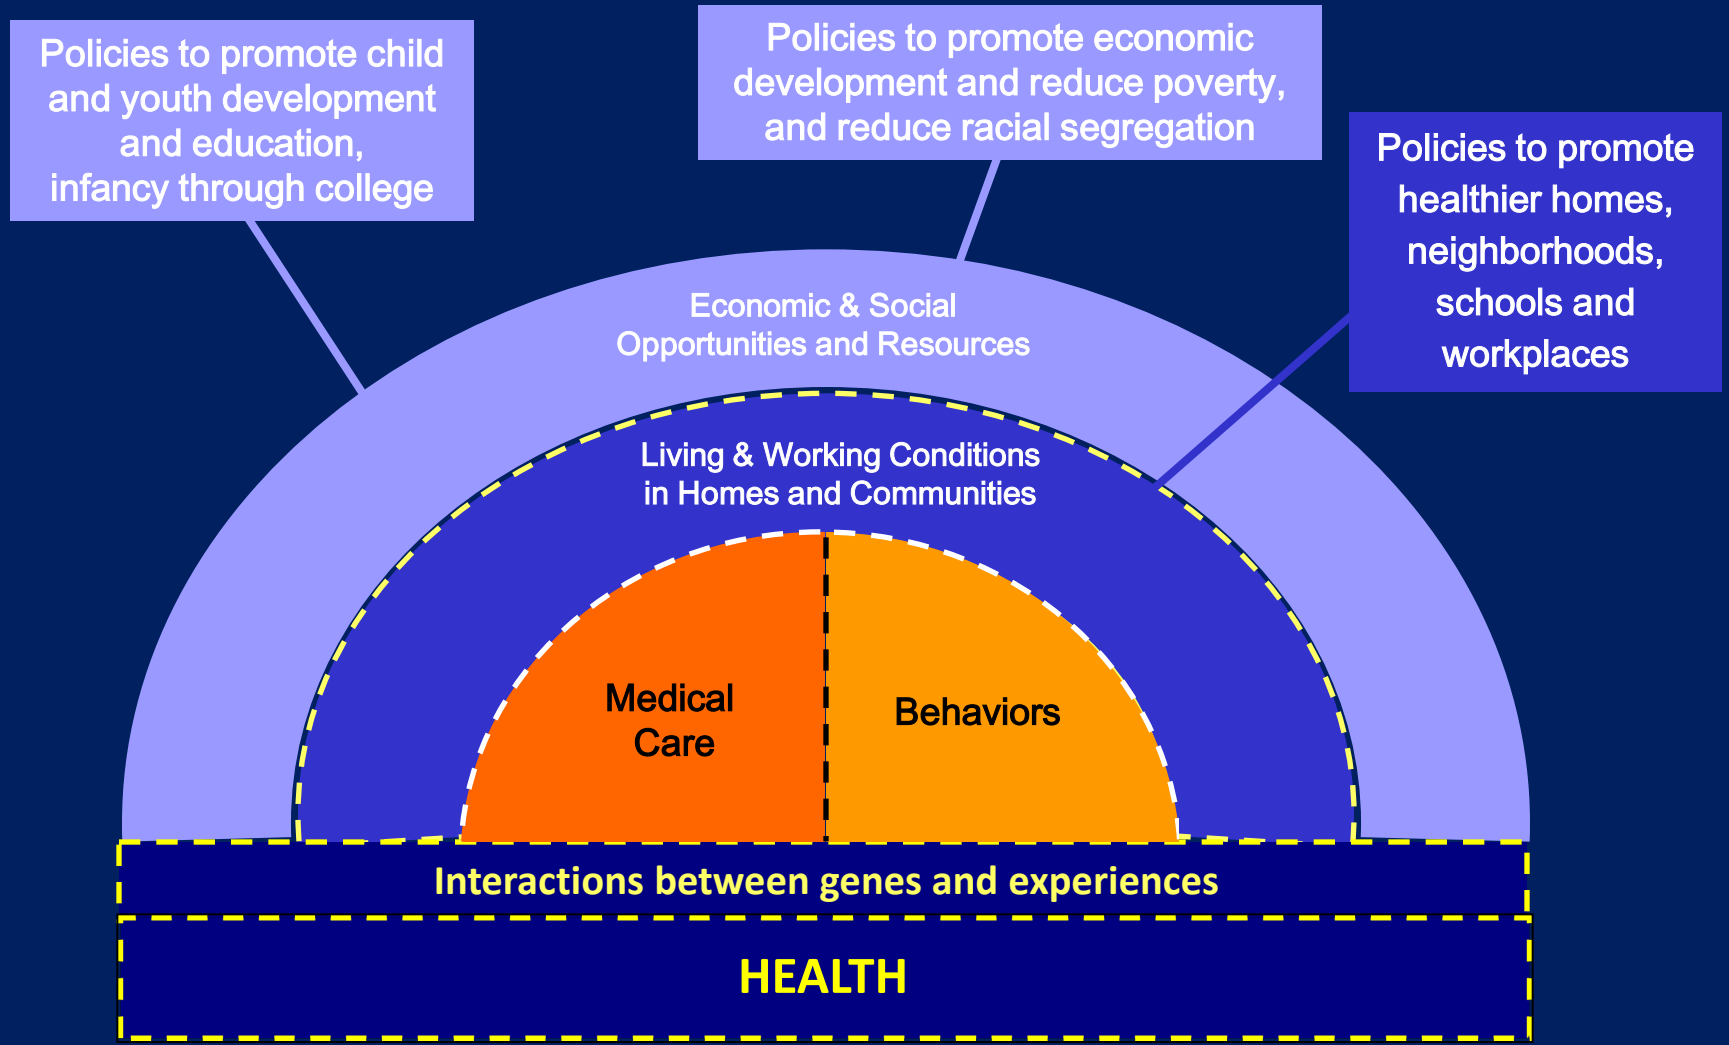 Policies to promote child
and youth development
and education,
infancy through college
Policies to promote economic
development and reduce poverty,
and reduce racial segregation
Policies to promote
healthier homes,
neighborhoods,
schools and
workplaces
Economic & Social
Opportunities and Resources
Living & Working Conditions
in Homes and Communities
Medical
Care
Behaviors
Interactions between genes and experiences
HEALTH